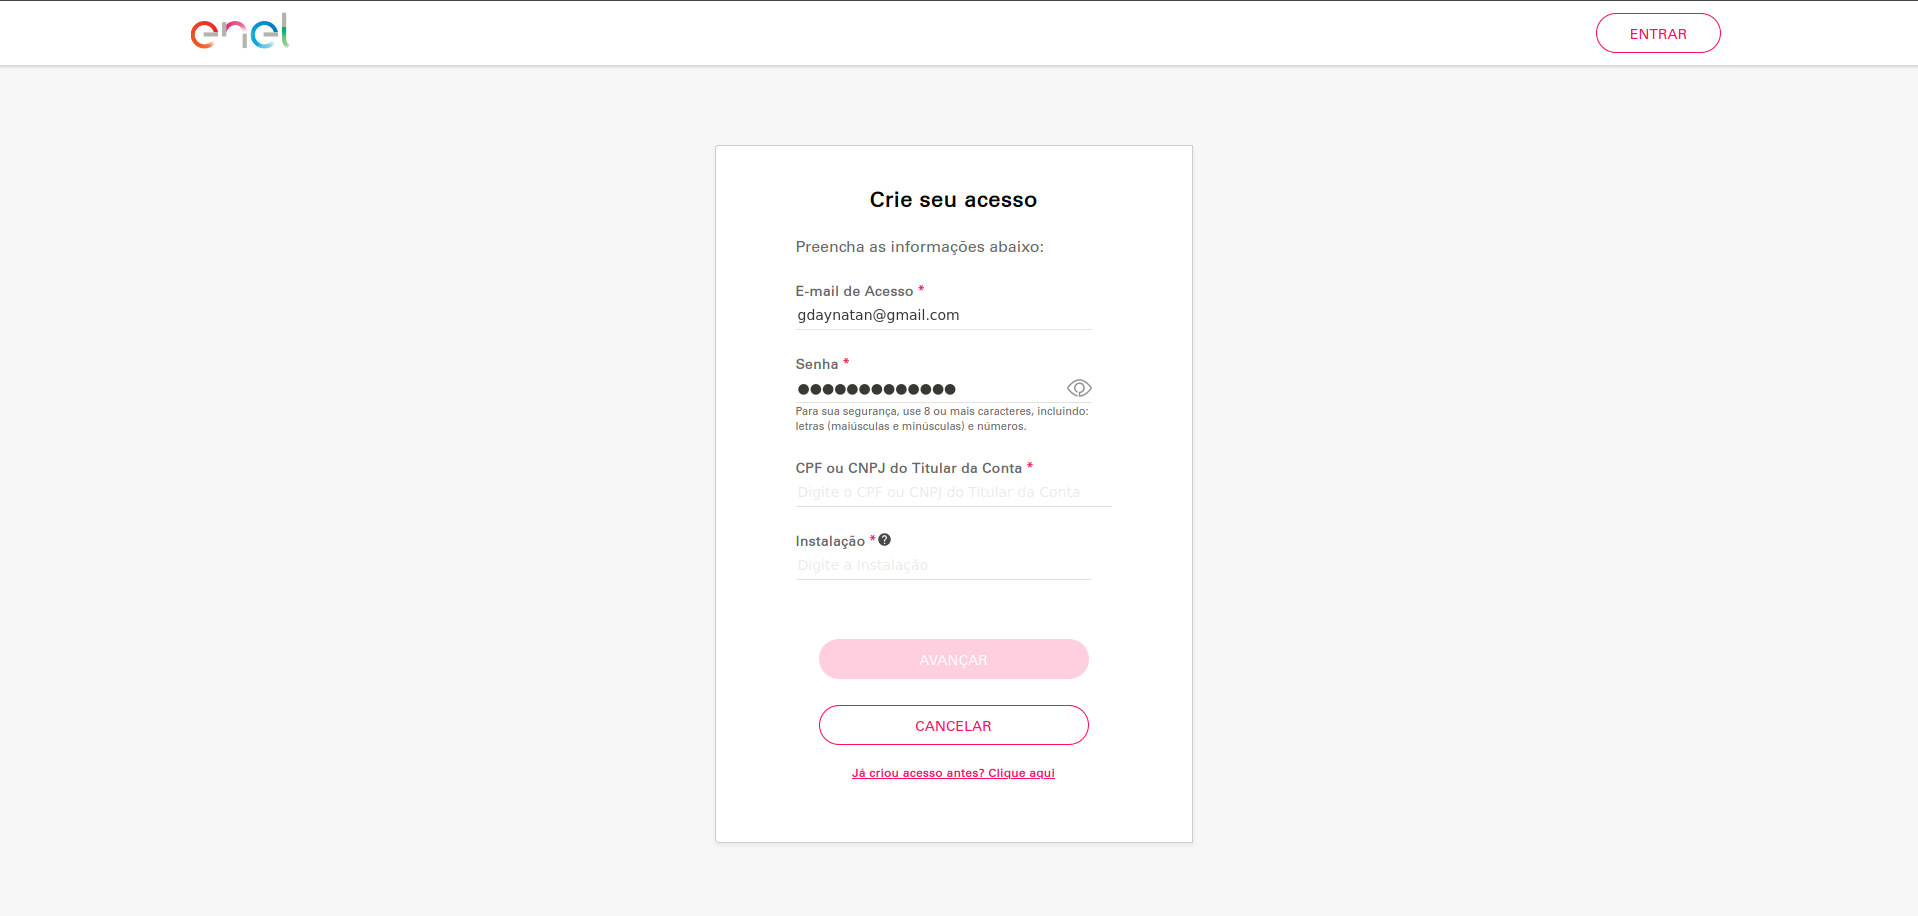 enel
ENTRAR
Crie seu acesso
Preencha as informações abaixo:
E-mail de Acesso *
gdaynatan@gmail.com
Senha *
●●●●●●●●●●●●●
Para sua segurança, use 8 ou mais caracteres, incluindo:
letras (maiúsculas e minúsculas) e números.
CPF ou CNPJ do Titular da Conta *
Digite o CPF ou CNPJ do Titular da Conta
Instalação * ?
Digite a Instalação
AVANÇAR
CANCELAR
Já criou acesso antes? Clique aqui